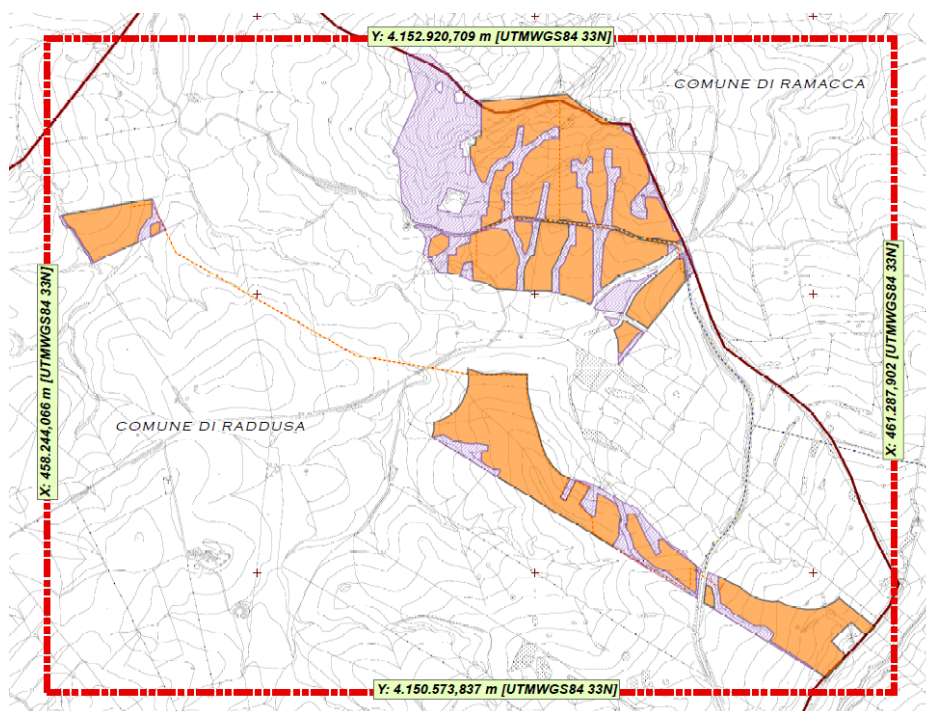 Y: 4.152.920,709 m [UTMWGS84 33N]
COMUNE DI RAMACCA
X: 458.244,066 m [UTMWGS84 33N]
X: 461.287,902 [UTMWGS84 33N]
COMUNE DI RADDUSA
Y: 4.150.573,837 m [UTMWGS84 33N]